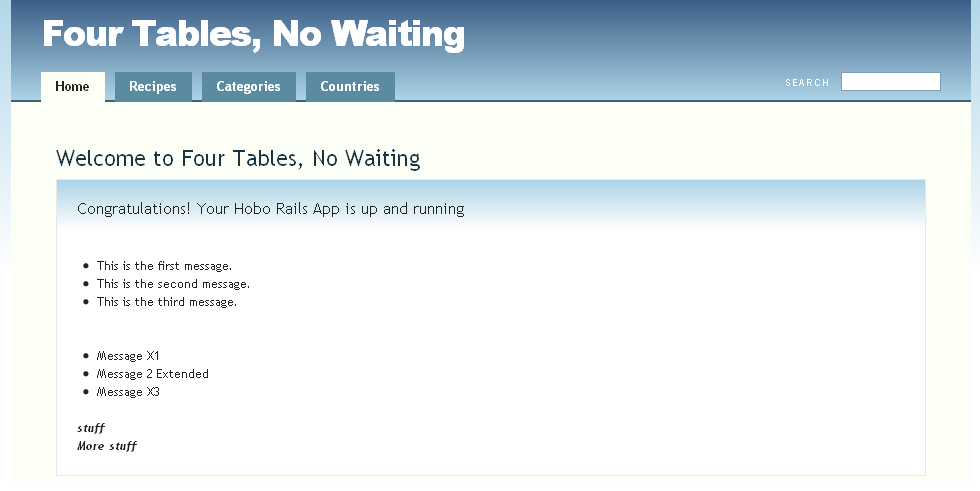 Four Tables, No Waiting
Home Recipes Categories Countries SEARCH
Welcome to Four Tables, No Waiting
Congratulations! Your Hobo Rails App is up and running
• This is the first message.
• This is the second message.
• This is the third message.
• Message X1
• Message 2 Extended
• Message X3
stuff
More stuff